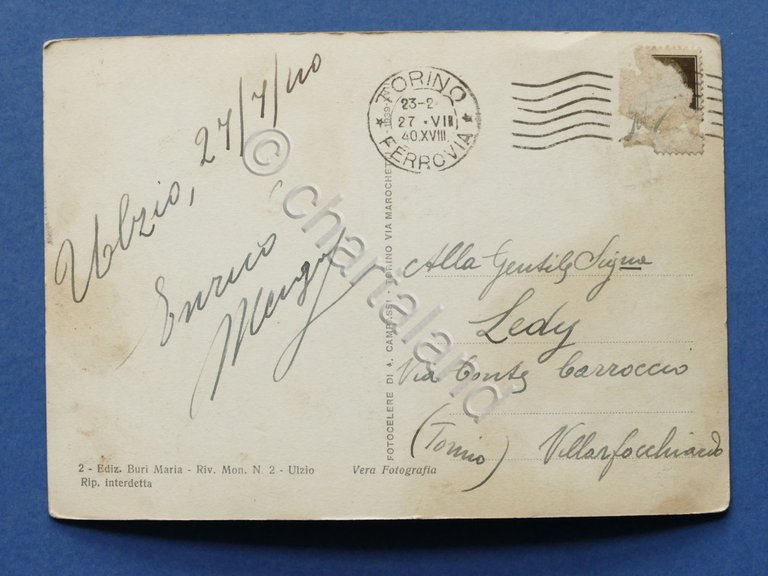 Ulzio, 27/7/40
Enrico
TORINO
23-2
27 · VII
40.XVIII
FERROVIA
FOTOCELERE DI A. CAMPASSI TORINO VIA MAROCHETTI
Alla Gentile Signa
Ledy
Via Conte Carroccio
(Torino) Villarfocchiardo
2 - Ediz. Buri Maria - Riv. Mon. N. 2 - Ulzio
Rip. interdetta
Vera Fotografia
© chartaland